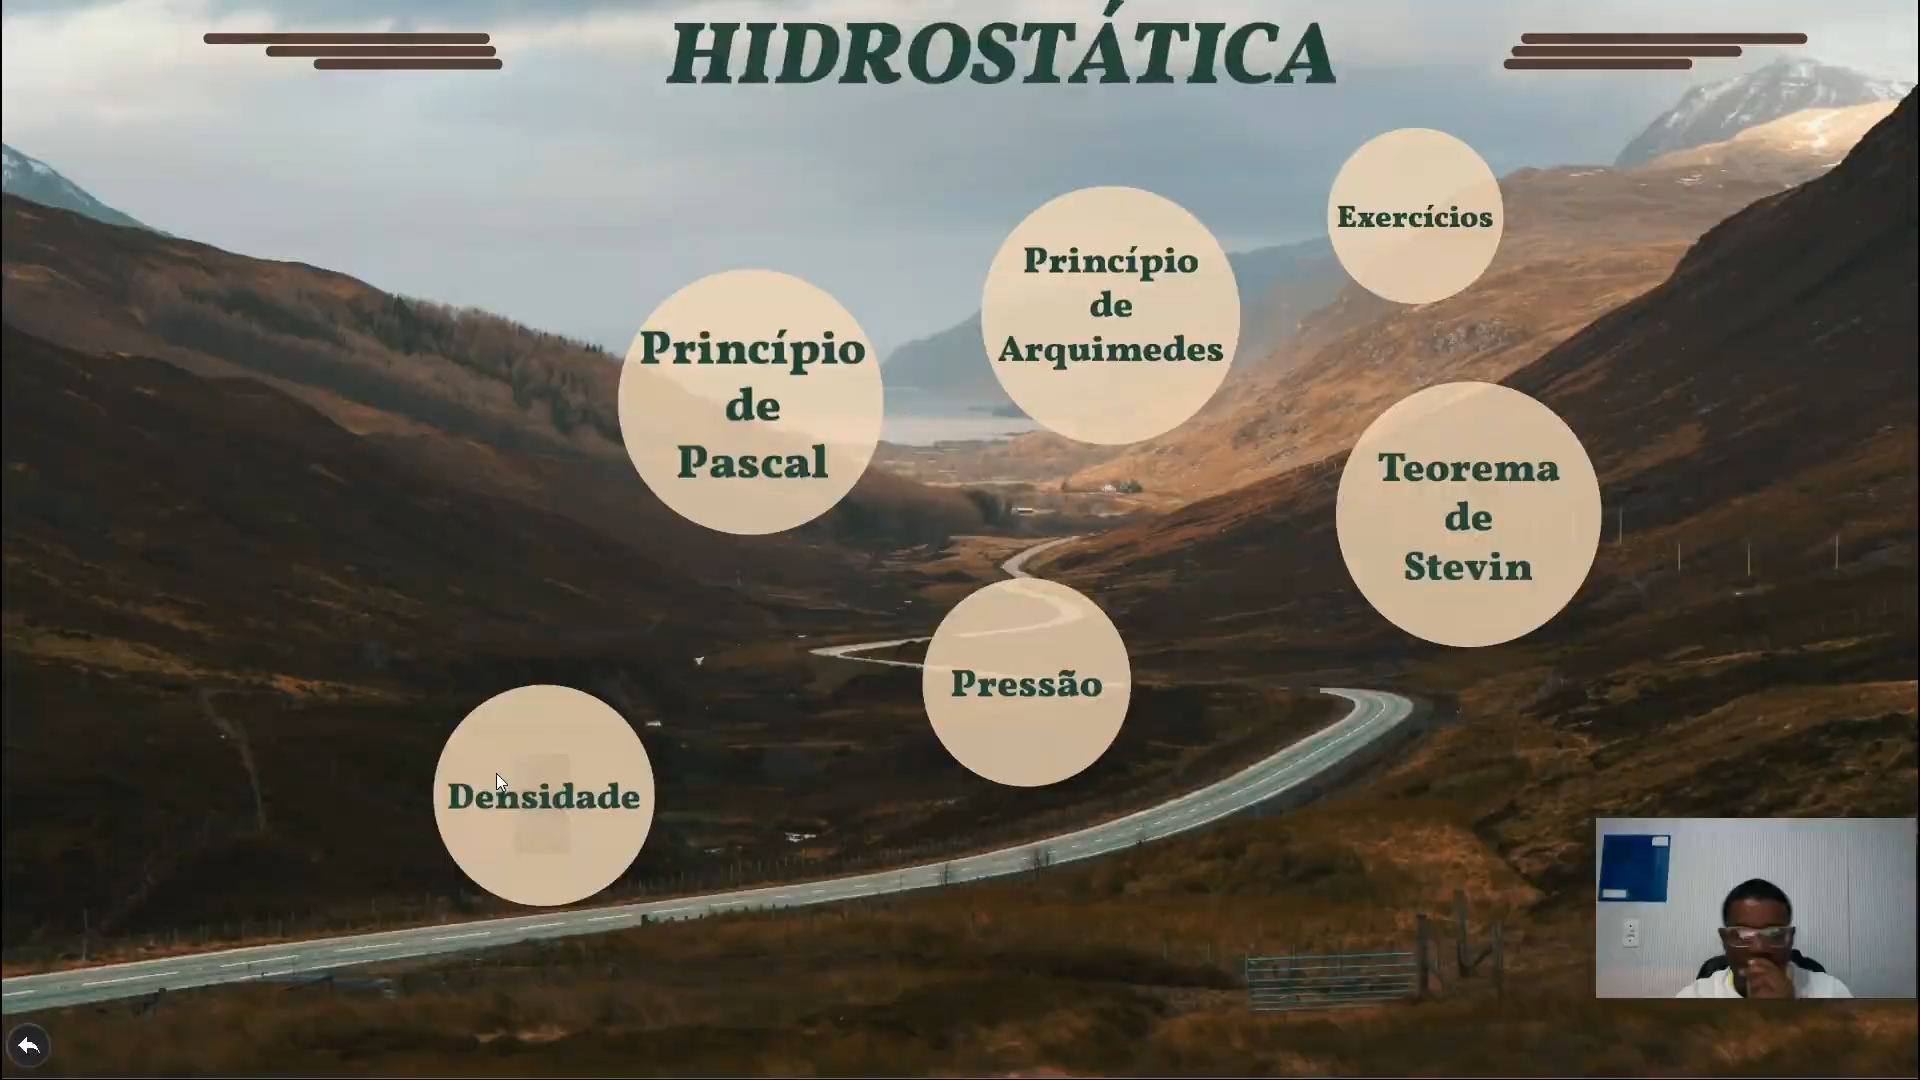 HIDROSTÁTICA
Exercícios
Princípio
de
Arquimedes
Princípio
de
Pascal
Teorema
de
Stevin
Pressão
Densidade